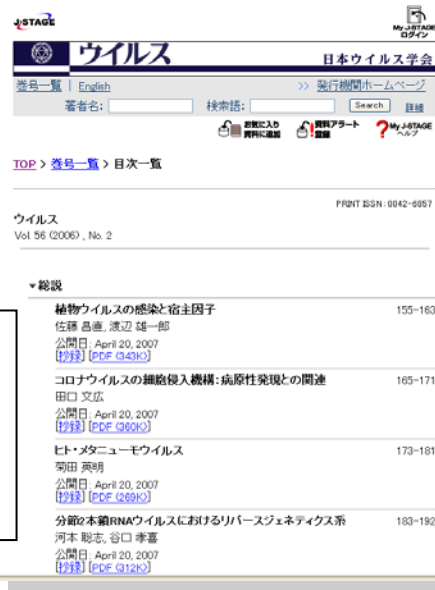 J-STAGE
My J-STAGE
ログイン
ウイルス
日本ウイルス学会
巻号一覧 | English
>> 発行機関ホームページ
著者名:
検索語:
Search
詳細
お気に入り
資料に追加
資料アラート
登録
My J-STAGE
ヘルプ
TOP > 巻号一覧 > 目次一覧
PRINT ISSN : 0042-6857
ウイルス
Vol. 56 (2006) , No. 2
▼総説
植物ウイルスの感染と宿主因子
155-163
佐藤 昌直, 渡辺 雄一郎
公開日: April 20, 2007
[抄録] [PDF (343K)]
コロナウイルスの細胞侵入機構:病原性発現との関連
165-171
田口 文広
公開日: April 20, 2007
[抄録] [PDF (360K)]
ヒト・メタニューモウイルス
173-181
菊田 英明
公開日: April 20, 2007
[抄録] [PDF (269K)]
分節2本鎖RNAウイルスにおけるリバースジェネティクス系
183-192
河本 聡志, 谷口 孝喜
公開日: April 20, 2007
[抄録] [PDF (312K)]